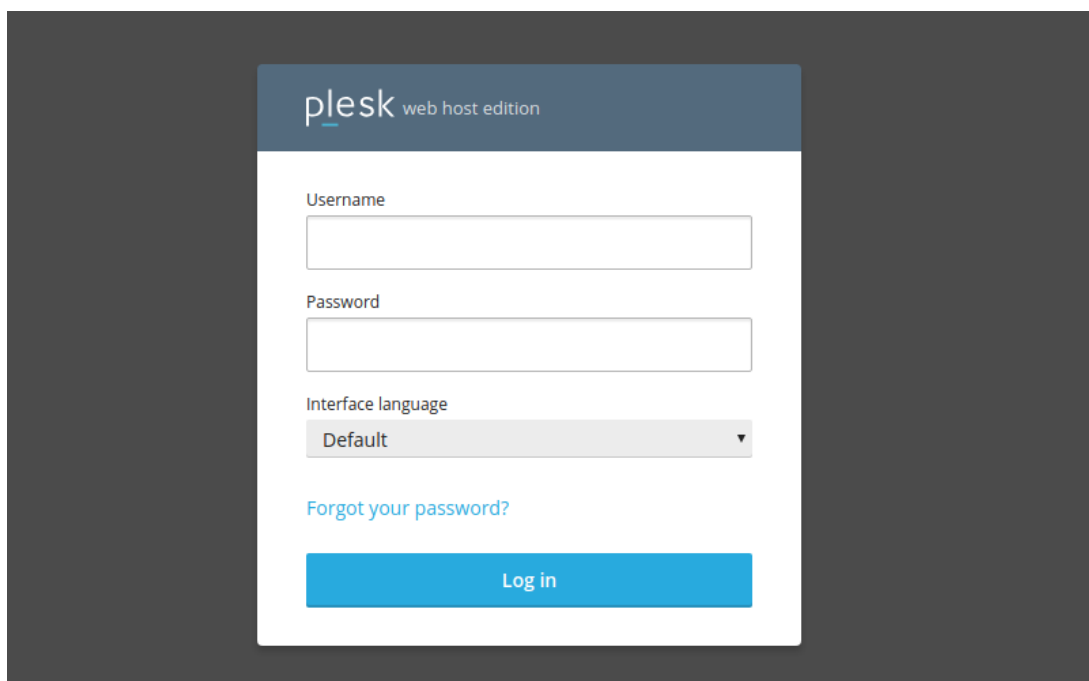 plesk web host edition
Username
Password
Interface language
Default
Forgot your password?
Log in